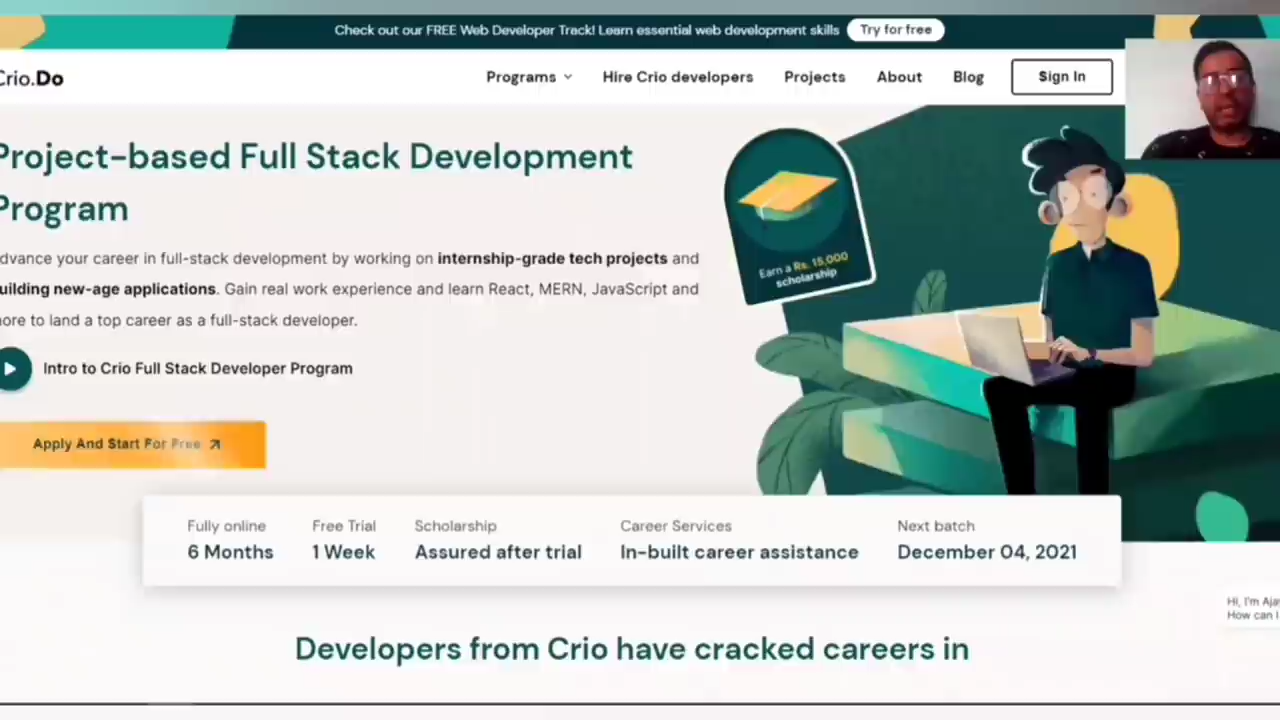 Check out our FREE Web Developer Track! Learn essential web development skills
Try for free
Crio.Do
Programs
Hire Crio developers
Projects
About
Blog
Sign In
Project-based Full Stack Development
Program
dvance your career in full-stack development by working on internship-grade tech projects and
uilding new-age applications. Gain real work experience and learn React, MERN, JavaScript and
ore to land a top career as a full-stack developer.
Intro to Crio Full Stack Developer Program
Apply And Start For Free
Earn a Rs. 15,000
scholarship
Fully online
6 Months
Free Trial
1 Week
Scholarship
Assured after trial
Career Services
In-built career assistance
Next batch
December 04, 2021
Developers from Crio have cracked careers in
Hi, I'm Aja
How can I